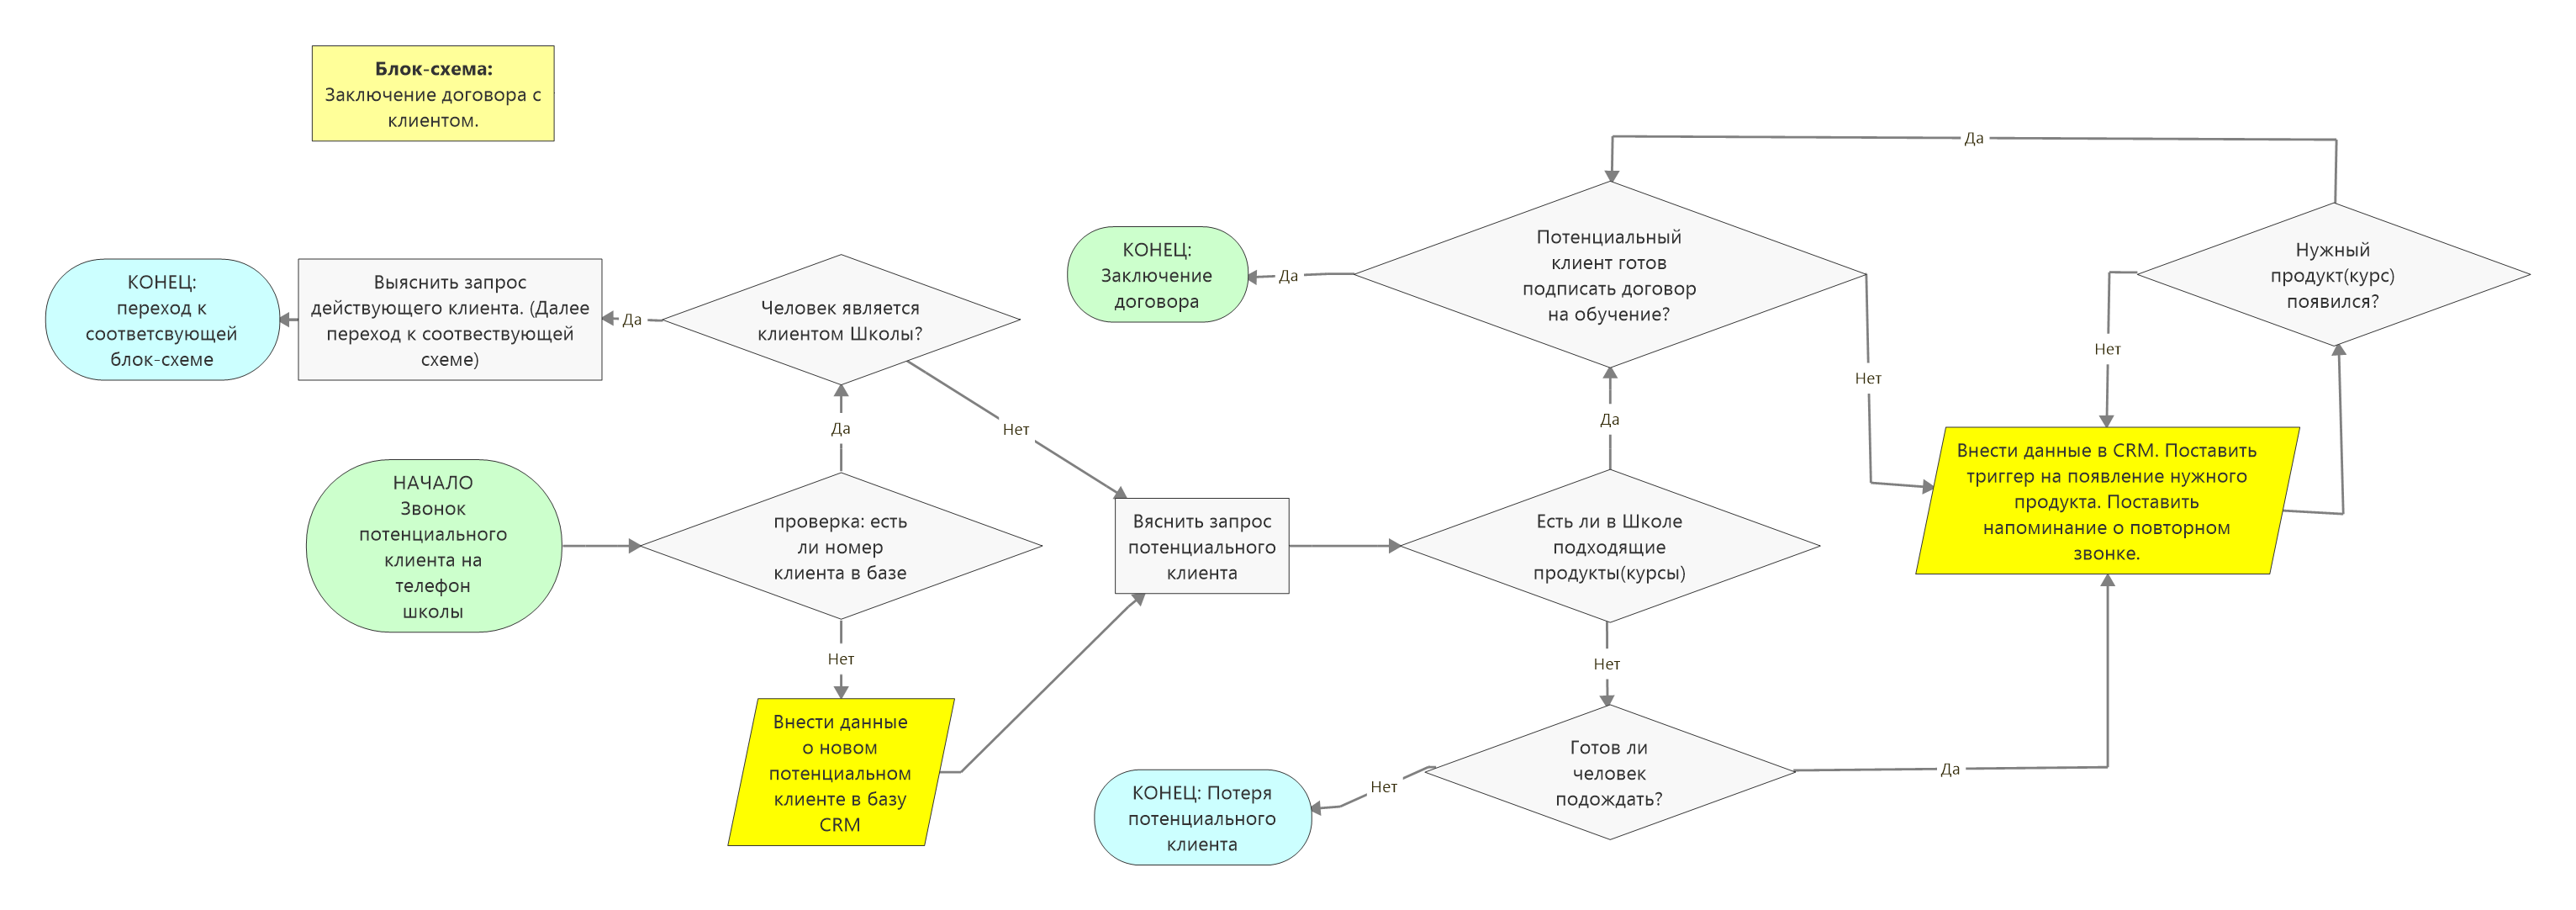 Блок-схема:
Заключение договора с
клиентом.
КОНЕЦ:
переход к
соответсвующей
блок-схеме
Выяснить запрос
действующего клиента. (Далее
переход к соотвествующей
схеме)
Да
Человек является
клиентом Школы?
Да
Нет
НАЧАЛО
Звонок
потенциального
клиента на
телефон
школы
проверка: есть
ли номер
клиента в базе
Нет
Внести данные
о новом
потенциальном
клиенте в базу
CRM
Вяснить запрос
потенциального
клиента
Есть ли в Школе
подходящие
продукты(курсы)
Да
Потенциальный
клиент готов
подписать договор
на обучение?
Да
КОНЕЦ:
Заключение
договора
Нет
Нет
Готов ли
человек
подождать?
Нет
КОНЕЦ: Потеря
потенциального
клиента
Да
Внести данные в CRM. Поставить
триггер на появление нужного
продукта. Поставить
напоминание о повторном
звонке.
Нет
Нужный
продукт(курс)
появился?
Да